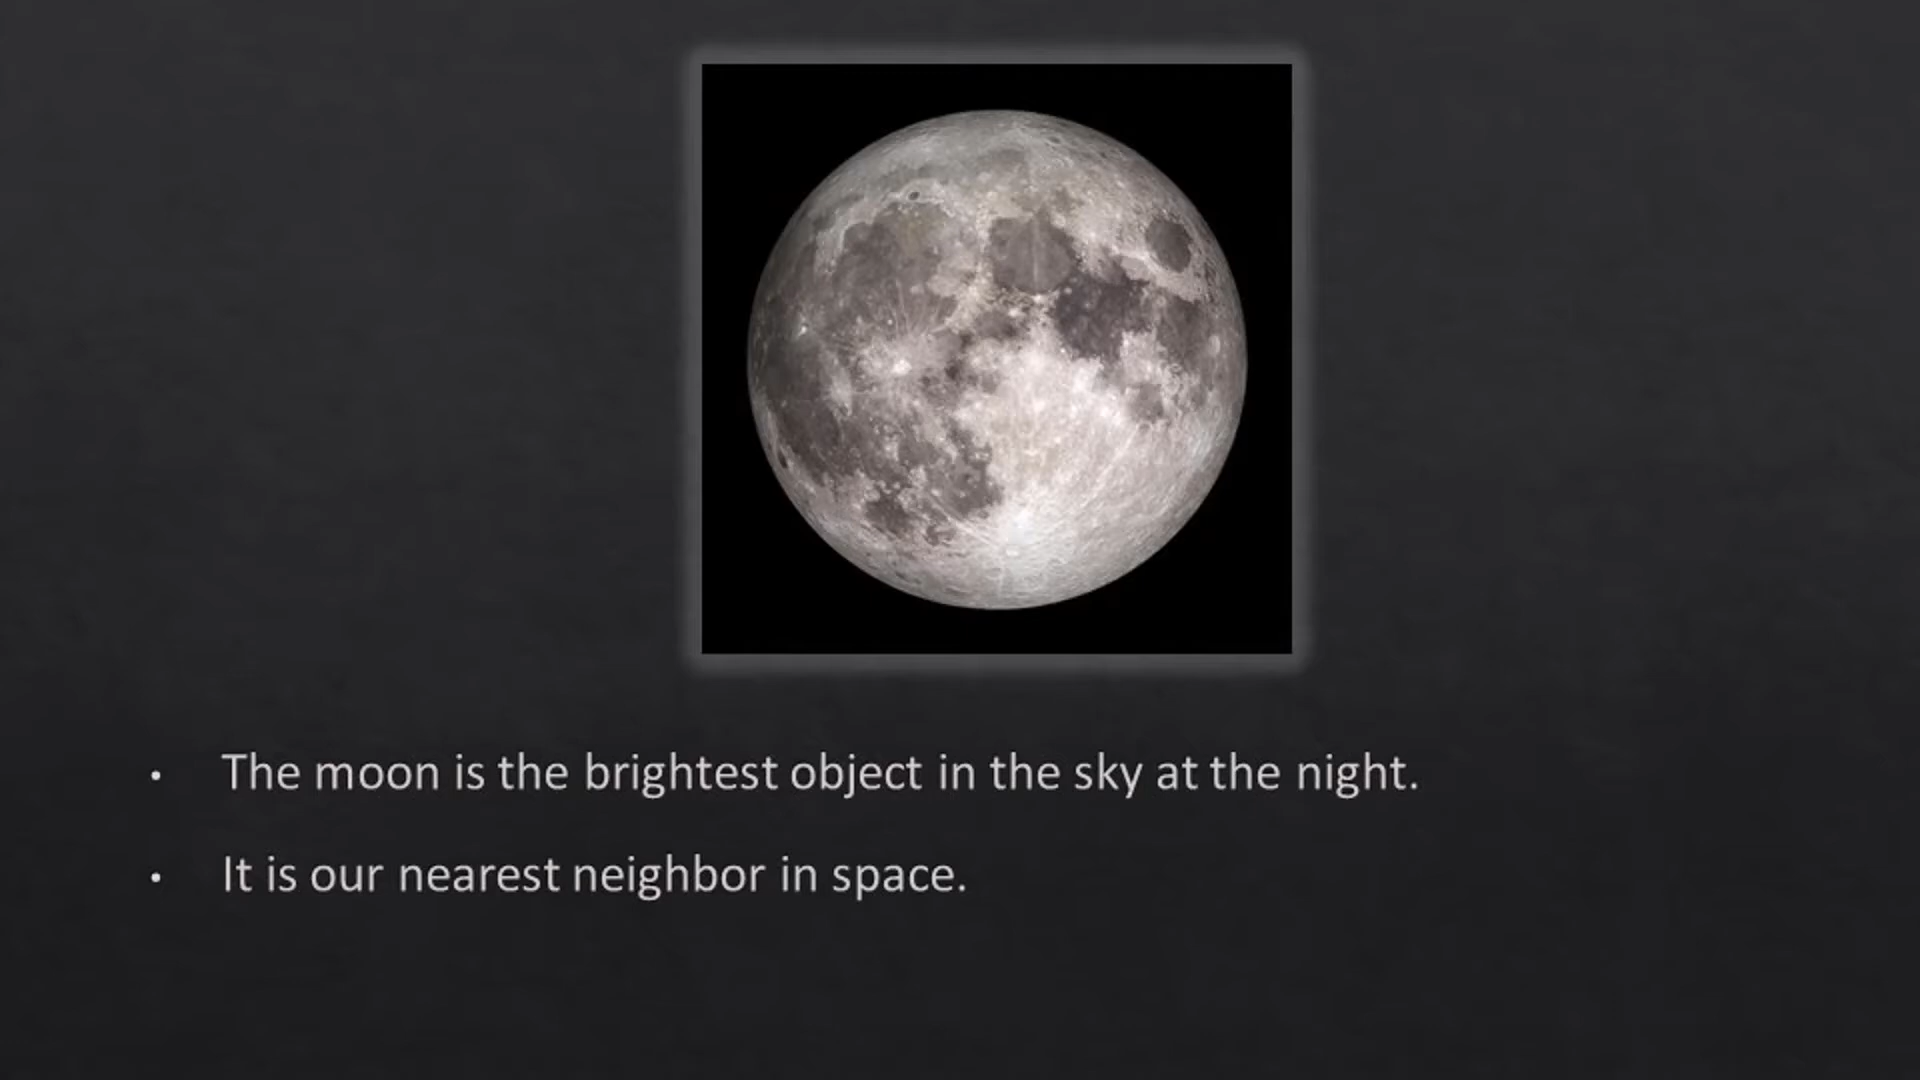 • The moon is the brightest object in the sky at the night.
• It is our nearest neighbor in space.